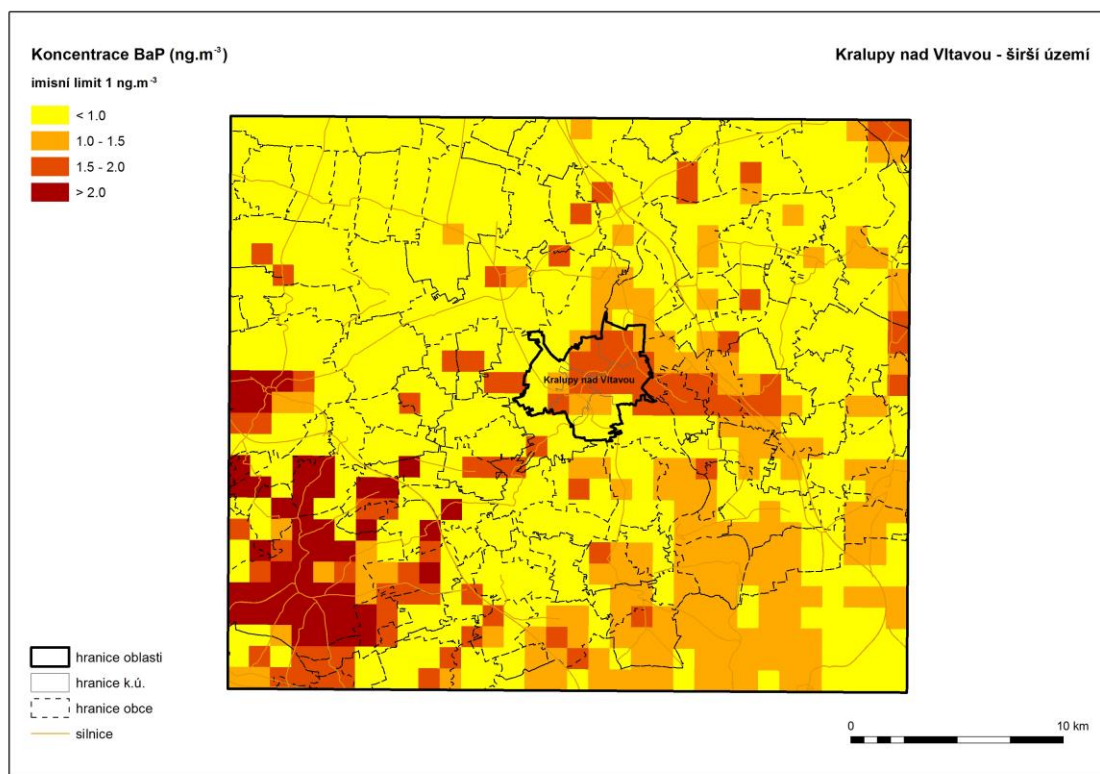 Koncentrace BaP (ng.m⁻³)
Kralupy nad Vltavou - širší území
imisní limit 1 ng.m⁻³
< 1.0
1.0 - 1.5
1.5 - 2.0
> 2.0
Kralupy nad Vltavou
hranice oblasti
hranice k.ú.
hranice obce
silnice
0 10 km